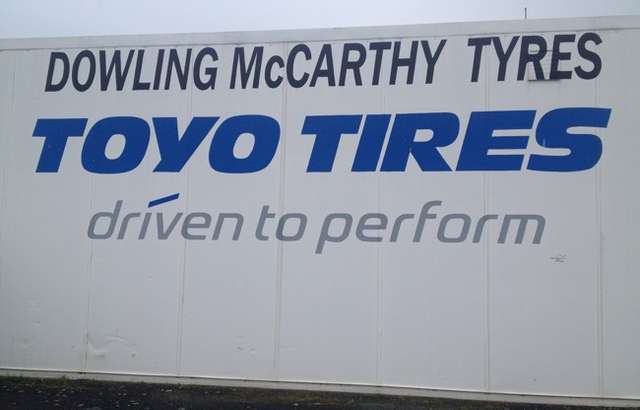 DOWLING McCARTHY TYRES
TOYO TIRES
driven to perform